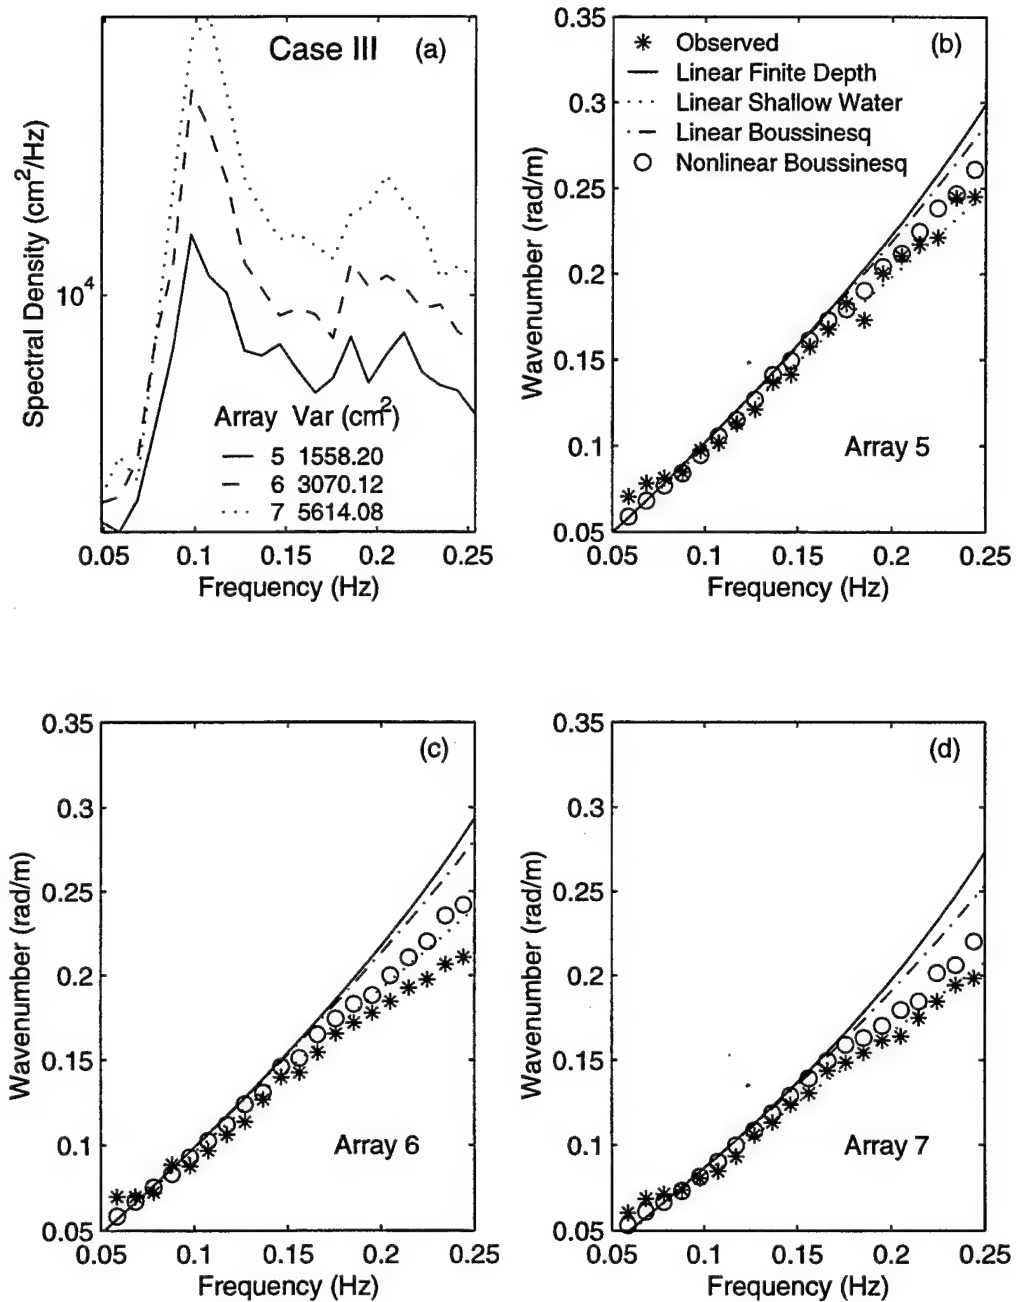 Case III
(a)
Spectral Density (cm²/Hz)
10⁴
Array Var (cm²)
5 1558.20
6 3070.12
7 5614.08
0.05 0.1 0.15 0.2 0.25
Frequency (Hz)
(b)
Observed
Linear Finite Depth
Linear Shallow Water
Linear Boussinesq
Nonlinear Boussinesq
Wavenumber (rad/m)
0.35
0.3
0.25
0.2
0.15
0.1
0.05
Array 5
0.05 0.1 0.15 0.2 0.25
Frequency (Hz)
(c)
Wavenumber (rad/m)
0.35
0.3
0.25
0.2
0.15
0.1
0.05
Array 6
0.05 0.1 0.15 0.2 0.25
Frequency (Hz)
(d)
Wavenumber (rad/m)
0.35
0.3
0.25
0.2
0.15
0.1
0.05
Array 7
0.05 0.1 0.15 0.2 0.25
Frequency (Hz)